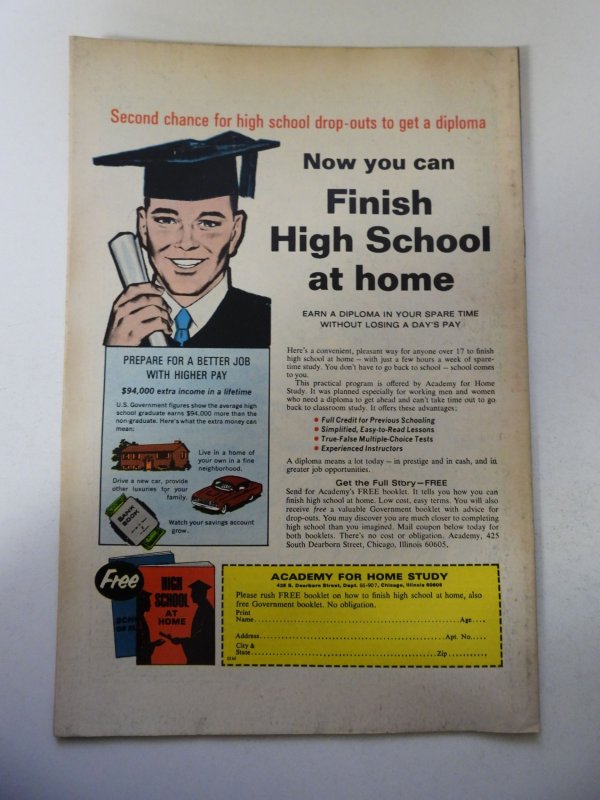 Second chance for high school drop-outs to get a diploma
Now you can
Finish
High School
at home
EARN A DIPLOMA IN YOUR SPARE TIME
WITHOUT LOSING A DAY'S PAY
PREPARE FOR A BETTER JOB
WITH HIGHER PAY
$94,000 extra income in a lifetime
U.S. Government figures show the average high
school graduate earns $94,000 more than the
non-graduate. Here's what the extra money can
mean:
Live in a home of
your own in a fine
neighborhood.
Drive a new car, provide
other luxuries for your
family.
BANK
BOOK
Watch your savings account
grow.
Here's a convenient, pleasant way for anyone over 17 to finish
high school at home — with just a few hours a week of spare-
time study. You don't have to go back to school — school comes
to you.
This practical program is offered by Academy for Home
Study. It was planned especially for working men and women
who need a diploma to get ahead and can't take time out to go
back to classroom study. It offers these advantages:
• Full Credit for Previous Schooling
• Simplified, Easy-to-Read Lessons
• True-False Multiple-Choice Tests
• Experienced Instructors
A diploma means a lot today — in prestige and in cash, and in
greater job opportunities.
Get the Full Story—FREE
Send for Academy's FREE booklet. It tells you how you can
finish high school at home. Low cost, easy terms. You will also
receive free a valuable Government booklet with advice for
drop-outs. You may discover you are much closer to completing
high school than you imagined. Mail coupon below today for
both booklets. There's no cost or obligation. Academy, 425
South Dearborn Street, Chicago, Illinois 60605.
Free
HIGH
SCHOOL
AT
HOME
ACADEMY FOR HOME STUDY
425 S. Dearborn Street, Dept. 55-907, Chicago, Illinois 60605
Please rush FREE booklet on how to finish high school at home, also
free Government booklet. No obligation.
Print
Name Age
Address Apt. No.
City &
State Zip